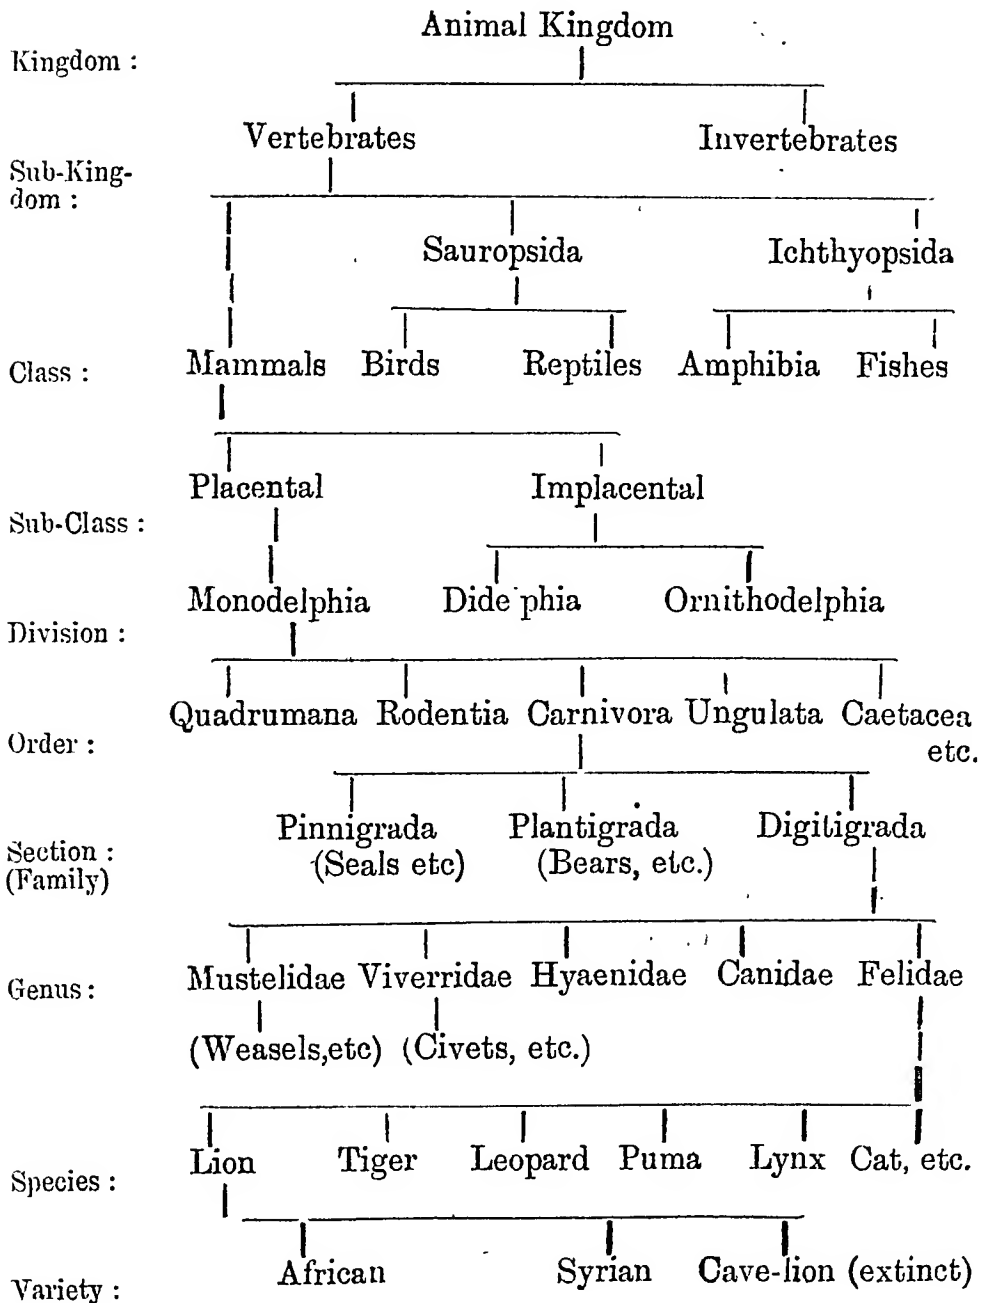 Animal Kingdom
Kingdom :
Vertebrates Invertebrates
Sub-King-
dom :
Sauropsida Ichthyopsida
Class : Mammals Birds Reptiles Amphibia Fishes
Placental Implacental
Sub-Class :
Monodelphia Dide phia Ornithodelphia
Division :
Quadrumana Rodentia Carnivora Ungulata Caetacea
Order : etc.
Pinnigrada Plantigrada Digitigrada
Section : (Seals etc) (Bears, etc.)
(Family)
Genus : Mustelidae Viverridae Hyaenidae Canidae Felidae
(Weasels,etc) (Civets, etc.)
Lion Tiger Leopard Puma Lynx Cat, etc.
Species :
African Syrian Cave-lion (extinct)
Variety :